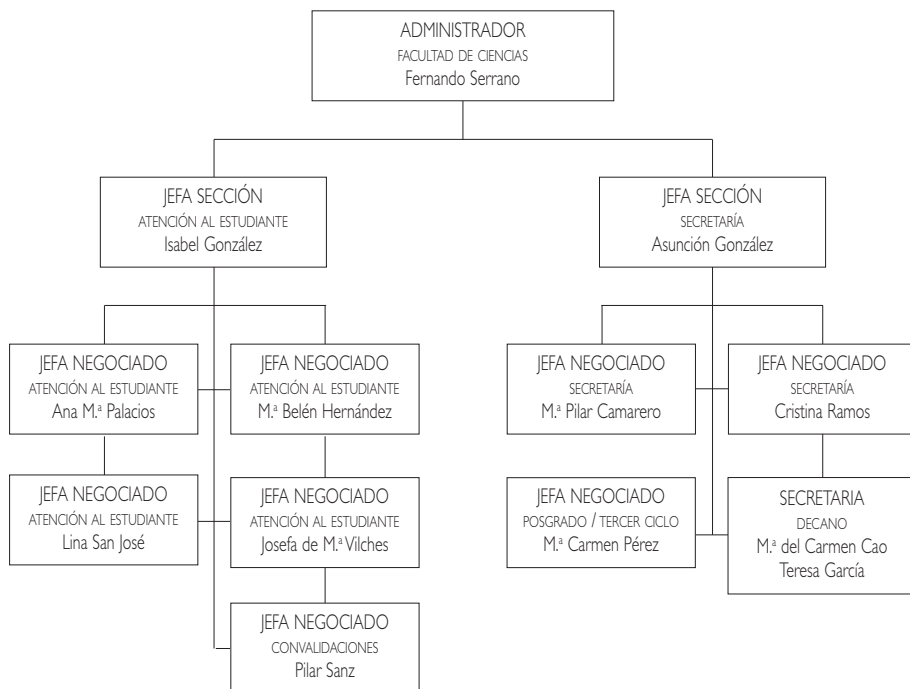 ADMINISTRADOR
FACULTAD DE CIENCIAS
Fernando Serrano
JEFA SECCIÓN
ATENCIÓN AL ESTUDIANTE
Isabel González
JEFA SECCIÓN
SECRETARÍA
Asunción González
JEFA NEGOCIADO
ATENCIÓN AL ESTUDIANTE
Ana M.ª Palacios
JEFA NEGOCIADO
ATENCIÓN AL ESTUDIANTE
M.ª Belén Hernández
JEFA NEGOCIADO
SECRETARÍA
M.ª Pilar Camarero
JEFA NEGOCIADO
SECRETARÍA
Cristina Ramos
JEFA NEGOCIADO
ATENCIÓN AL ESTUDIANTE
Lina San José
JEFA NEGOCIADO
ATENCIÓN AL ESTUDIANTE
Josefa de M.ª Vilches
JEFA NEGOCIADO
POSGRADO / TERCER CICLO
M.ª Carmen Pérez
SECRETARIA
DECANO
M.ª del Carmen Cao
Teresa García
JEFA NEGOCIADO
CONVALIDACIONES
Pilar Sanz